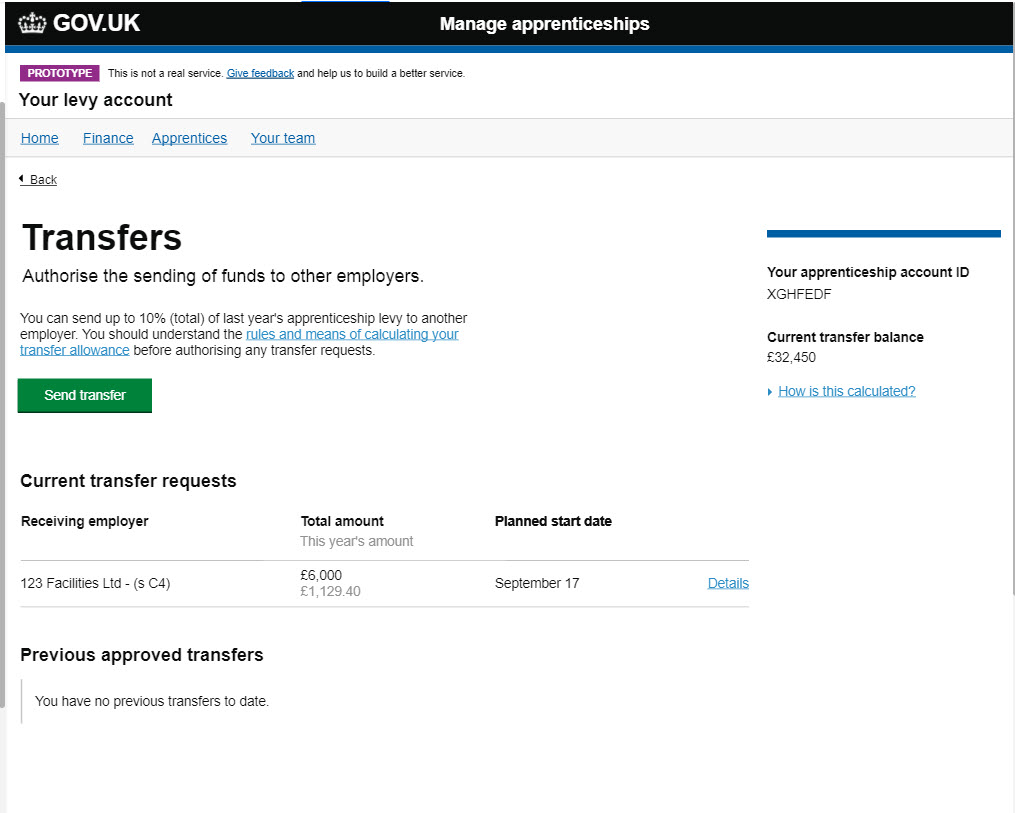 GOV.UK
Manage apprenticeships
PROTOTYPE This is not a real service. Give feedback and help us to build a better service.
Your levy account
Home Finance Apprentices Your team
Back
Transfers
Authorise the sending of funds to other employers.
You can send up to 10% (total) of last year's apprenticeship levy to another
employer. You should understand the rules and means of calculating your
transfer allowance before authorising any transfer requests.
Send transfer
Your apprenticeship account ID
XGHFEDF
Current transfer balance
£32,450
How is this calculated?
Current transfer requests
Receiving employer Total amount Planned start date
This year's amount
123 Facilities Ltd - (s C4) £6,000 September 17 Details
£1,129.40
Previous approved transfers
You have no previous transfers to date.